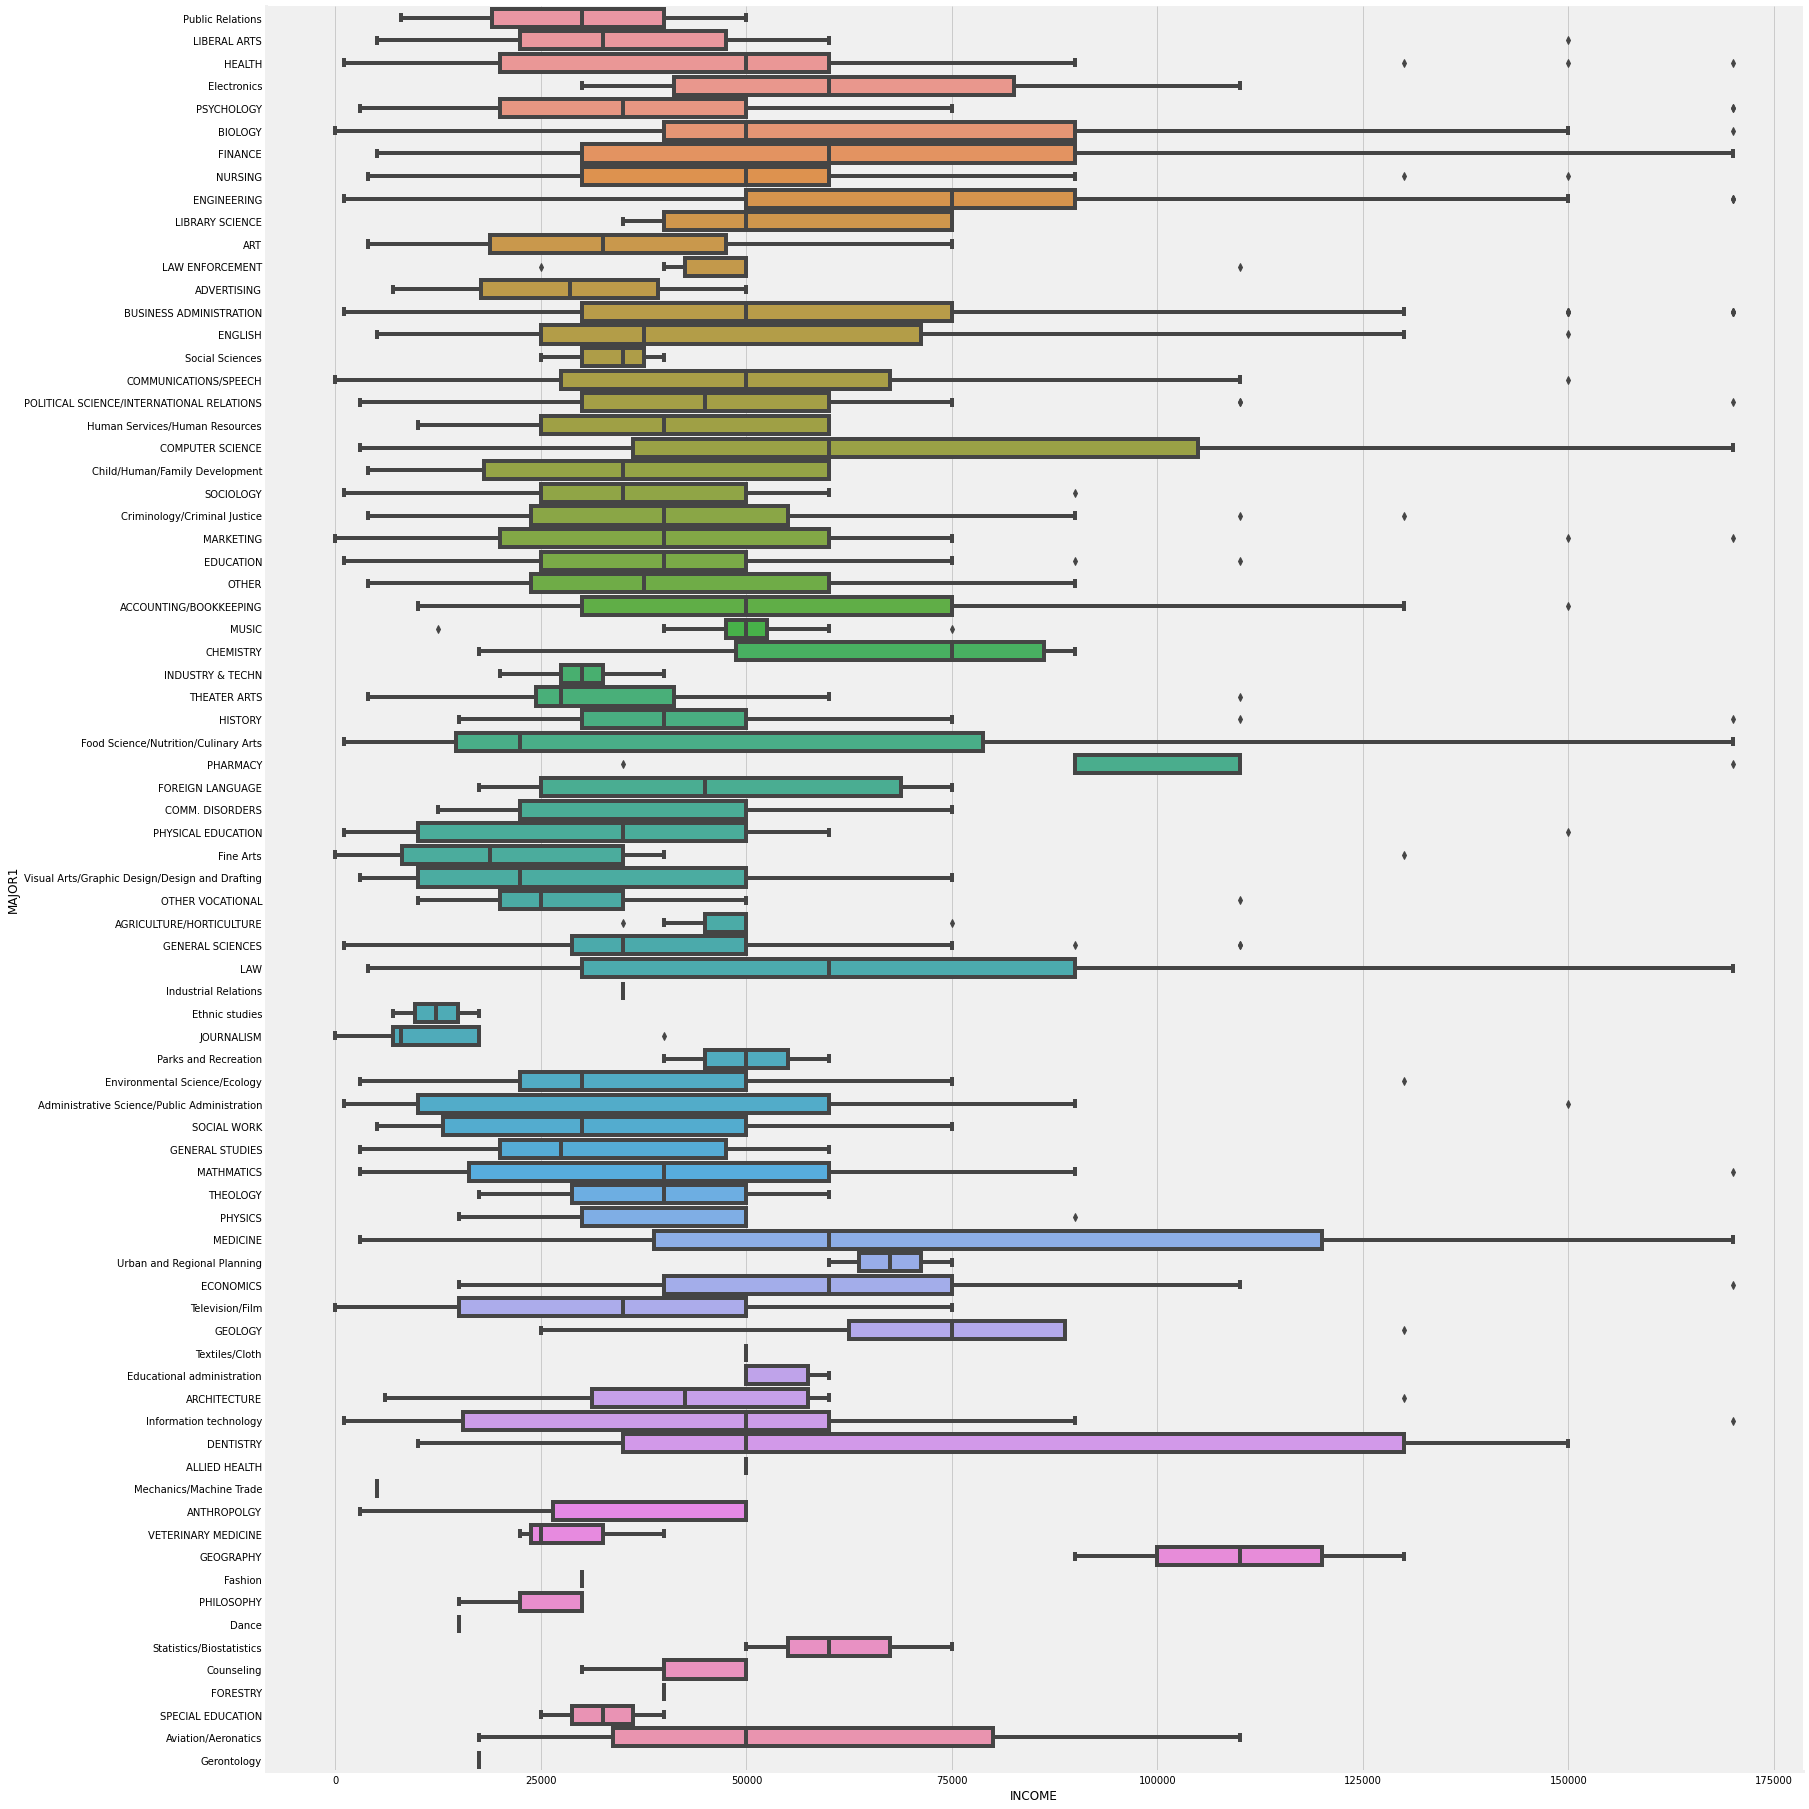 Public Relations
LIBERAL ARTS
HEALTH
Electronics
PSYCHOLOGY
BIOLOGY
FINANCE
NURSING
ENGINEERING
LIBRARY SCIENCE
ART
LAW ENFORCEMENT
ADVERTISING
BUSINESS ADMINISTRATION
ENGLISH
Social Sciences
COMMUNICATIONS/SPEECH
POLITICAL SCIENCE/INTERNATIONAL RELATIONS
Human Services/Human Resources
COMPUTER SCIENCE
Child/Human/Family Development
SOCIOLOGY
Criminology/Criminal Justice
MARKETING
EDUCATION
OTHER
ACCOUNTING/BOOKKEEPING
MUSIC
CHEMISTRY
INDUSTRY & TECHN
THEATER ARTS
HISTORY
Food Science/Nutrition/Culinary Arts
PHARMACY
FOREIGN LANGUAGE
COMM. DISORDERS
PHYSICAL EDUCATION
Fine Arts
Visual Arts/Graphic Design/Design and Drafting
OTHER VOCATIONAL
AGRICULTURE/HORTICULTURE
GENERAL SCIENCES
LAW
Industrial Relations
Ethnic studies
JOURNALISM
Parks and Recreation
Environmental Science/Ecology
Administrative Science/Public Administration
SOCIAL WORK
GENERAL STUDIES
MATHMATICS
THEOLOGY
PHYSICS
MEDICINE
Urban and Regional Planning
ECONOMICS
Television/Film
GEOLOGY
Textiles/Cloth
Educational administration
ARCHITECTURE
Information technology
DENTISTRY
ALLIED HEALTH
Mechanics/Machine Trade
ANTHROPOLGY
VETERINARY MEDICINE
GEOGRAPHY
Fashion
PHILOSOPHY
Dance
Statistics/Biostatistics
Counseling
FORESTRY
SPECIAL EDUCATION
Aviation/Aeronatics
Gerontology
MAJOR1
0 25000 50000 75000 100000 125000 150000 175000
INCOME